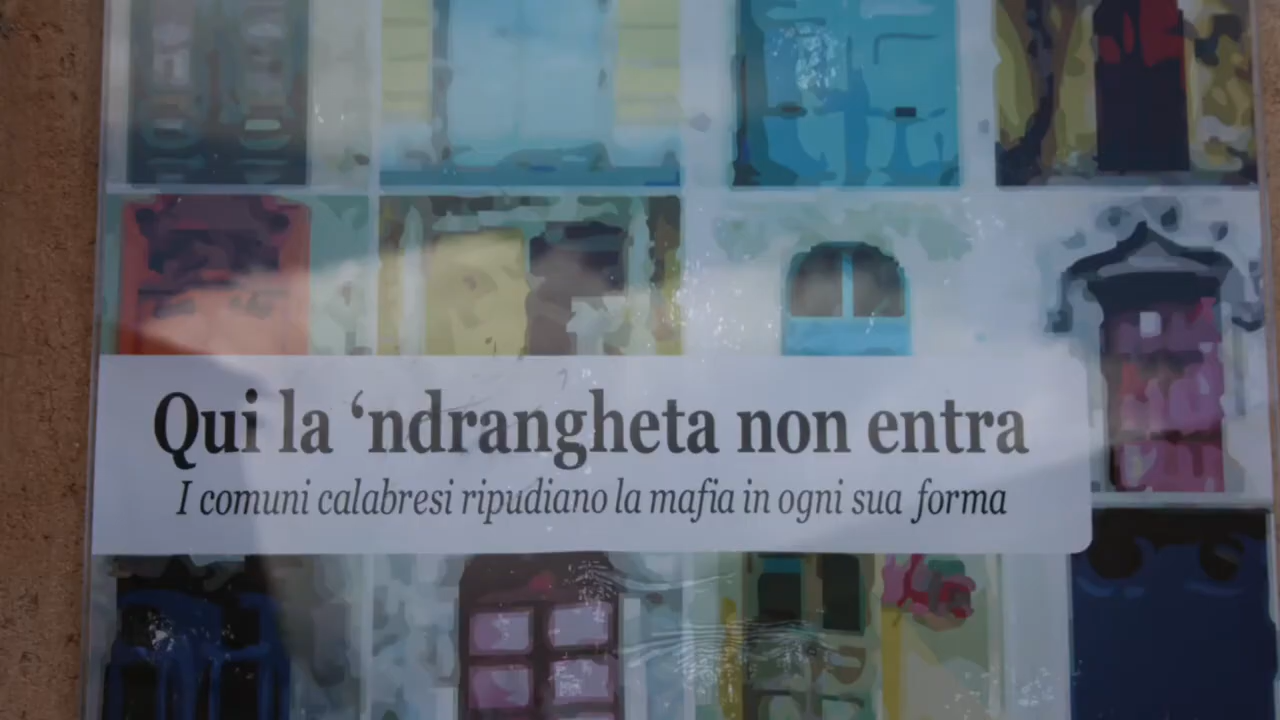 Qui la ‘ndrangheta non entra
I comuni calabresi ripudiano la mafia in ogni sua forma